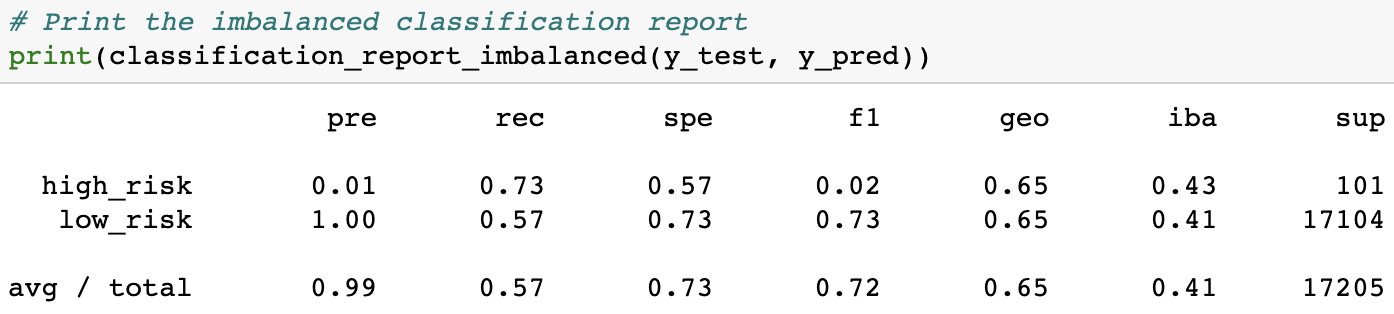 # Print the imbalanced classification report
print(classification_report_imbalanced(y_test, y_pred))
pre rec spe f1 geo iba sup
high_risk 0.01 0.73 0.57 0.02 0.65 0.43 101
low_risk 1.00 0.57 0.73 0.73 0.65 0.41 17104
avg / total 0.99 0.57 0.73 0.72 0.65 0.41 17205